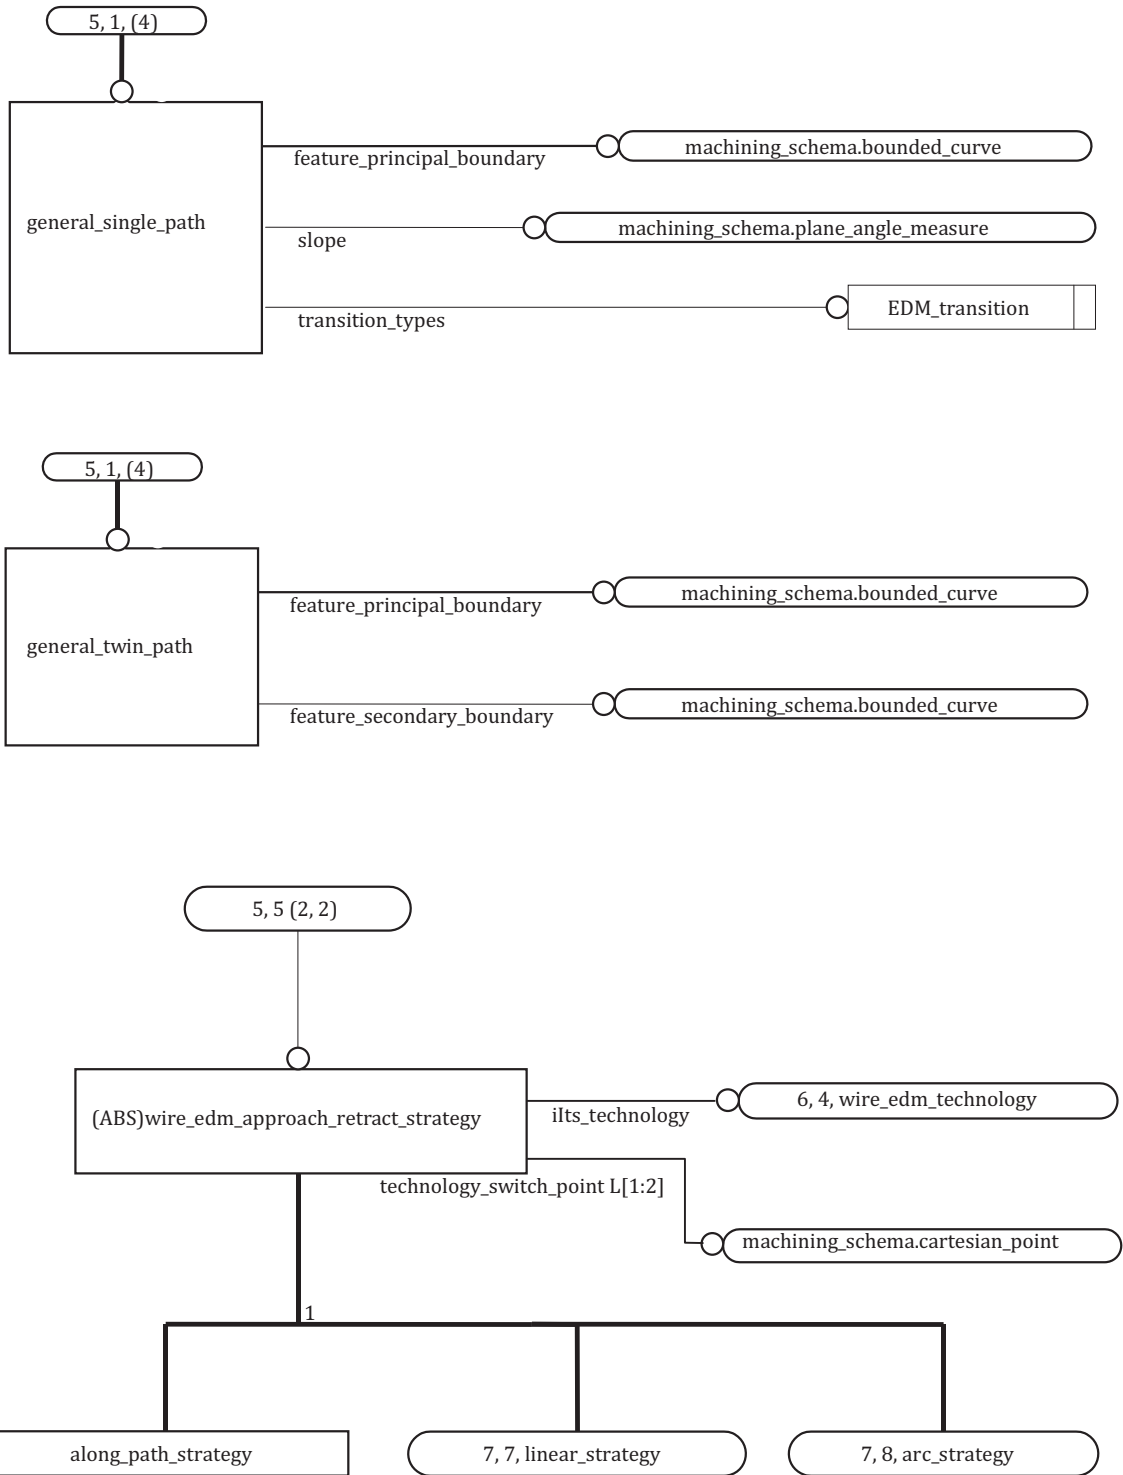 5, 1, (4)
general_single_path
feature_principal_boundary
machining_schema.bounded_curve
slope
machining_schema.plane_angle_measure
transition_types
EDM_transition
5, 1, (4)
general_twin_path
feature_principal_boundary
machining_schema.bounded_curve
feature_secondary_boundary
machining_schema.bounded_curve
5, 5 (2, 2)
(ABS)wire_edm_approach_retract_strategy
iIts_technology
6, 4, wire_edm_technology
technology_switch_point L[1:2]
machining_schema.cartesian_point
1
along_path_strategy
7, 7, linear_strategy
7, 8, arc_strategy